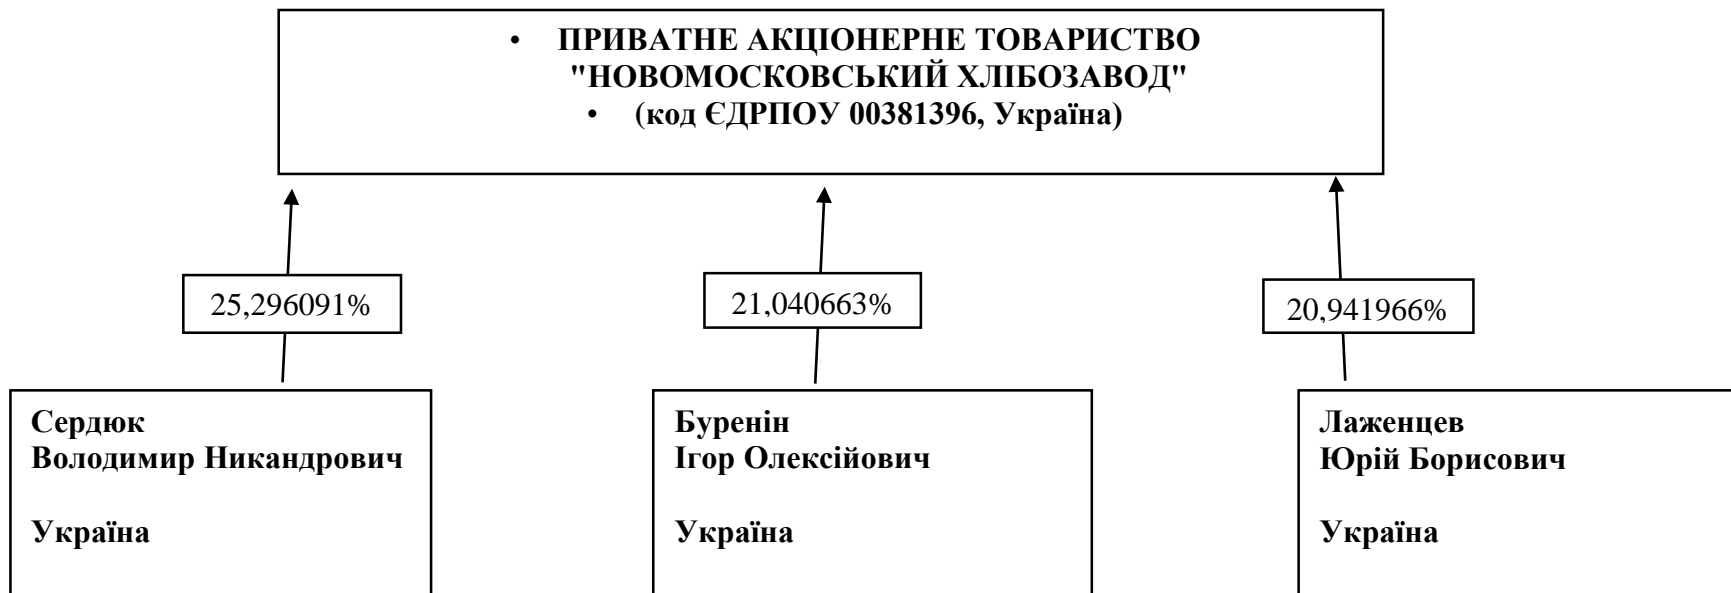 • ПРИВАТНЕ АКЦІОНЕРНЕ ТОВАРИСТВО
"НОВОМОСКОВСЬКИЙ ХЛІБОЗАВОД"
• (код ЄДРПОУ 00381396, Україна)
25,296091%
21,040663%
20,941966%
Сердюк
Володимир Никандрович
Україна
Буренін
Ігор Олексійович
Україна
Лаженцев
Юрій Борисович
Україна